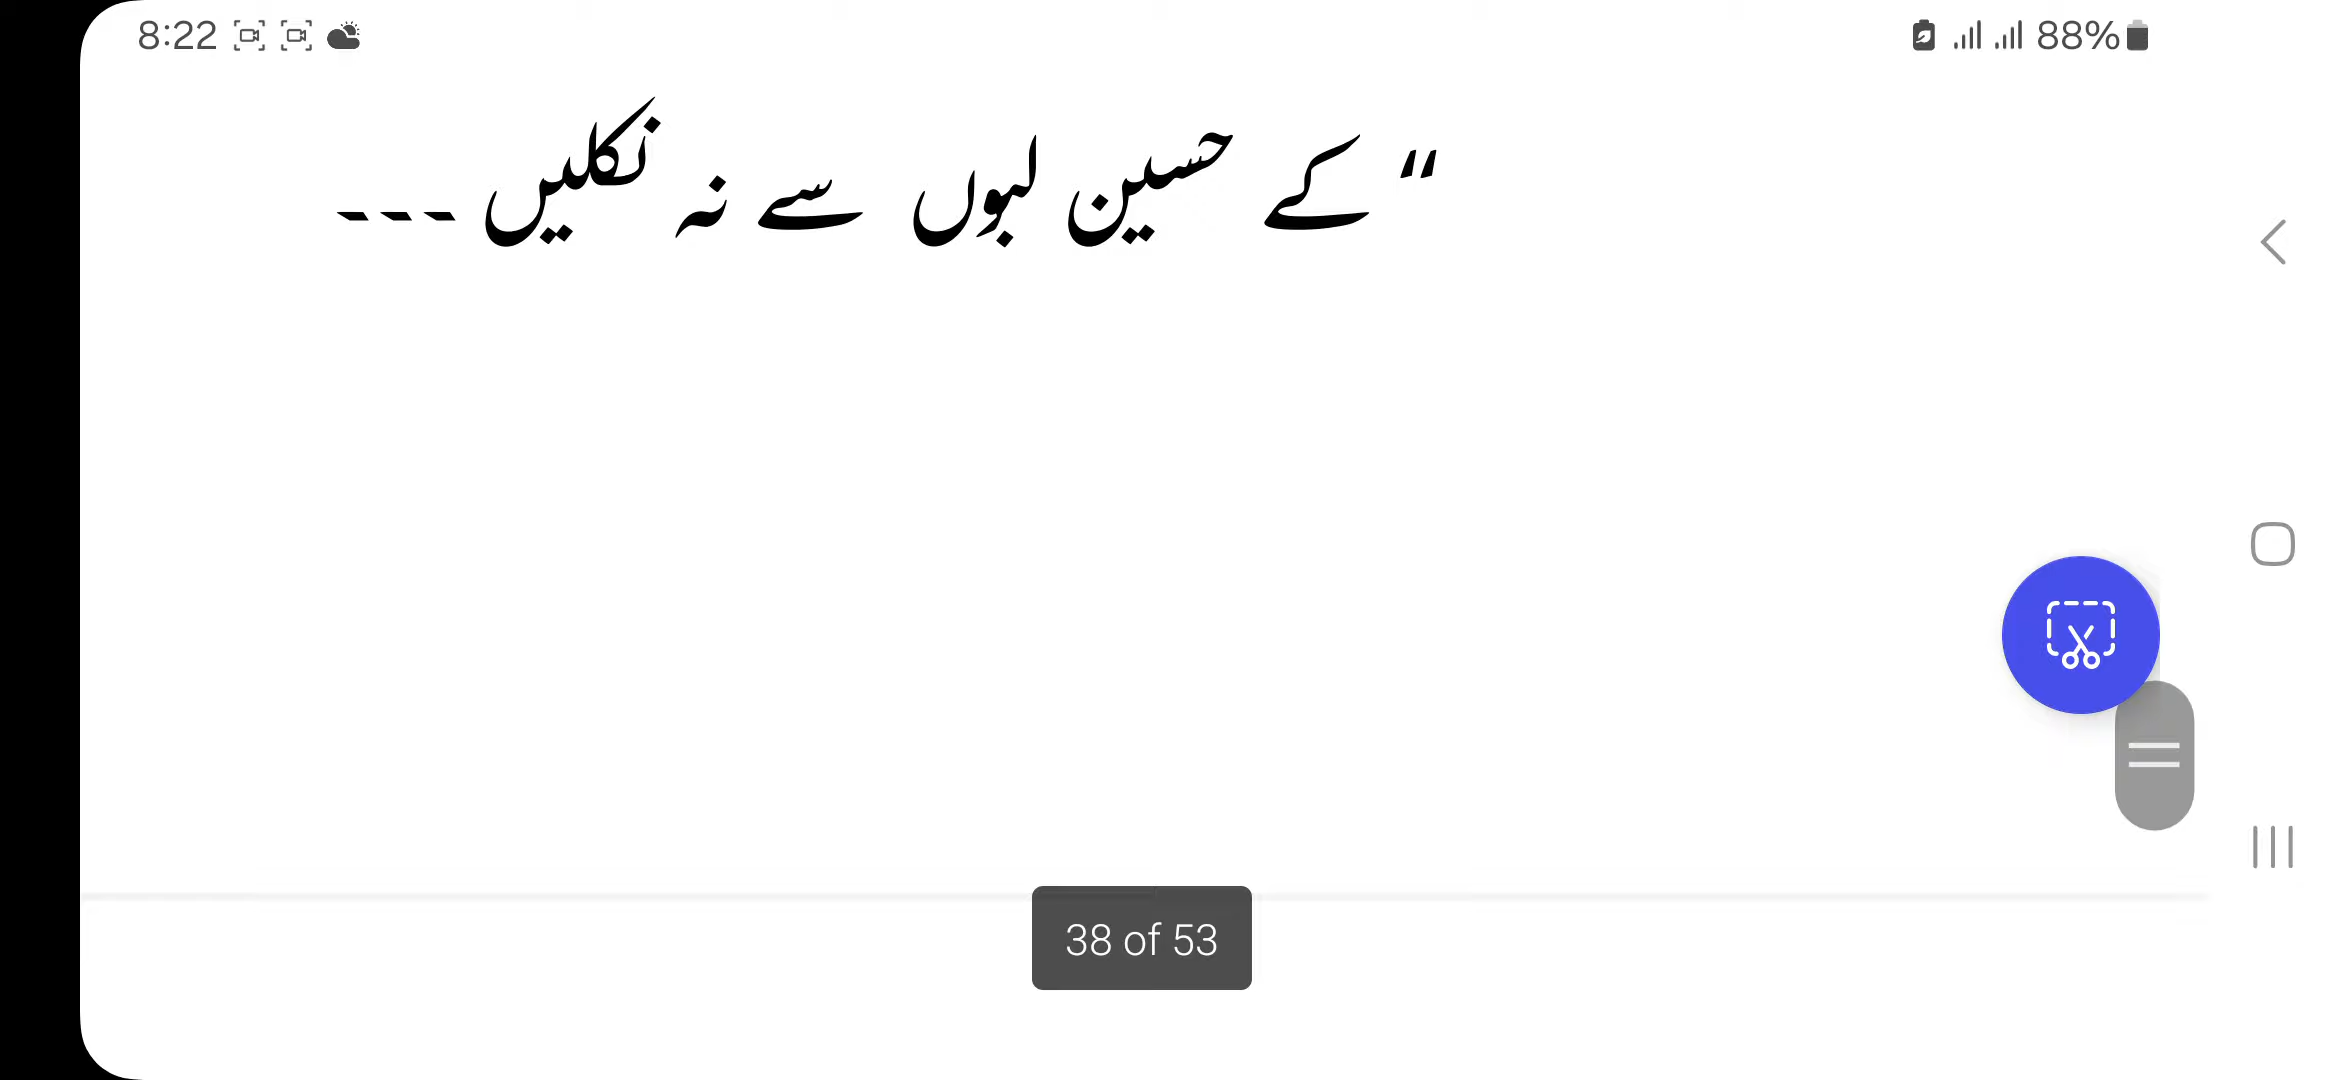 8:22 88%
“ کے حسین لبوں سے نہ نکلیں ۔۔۔
38 of 53